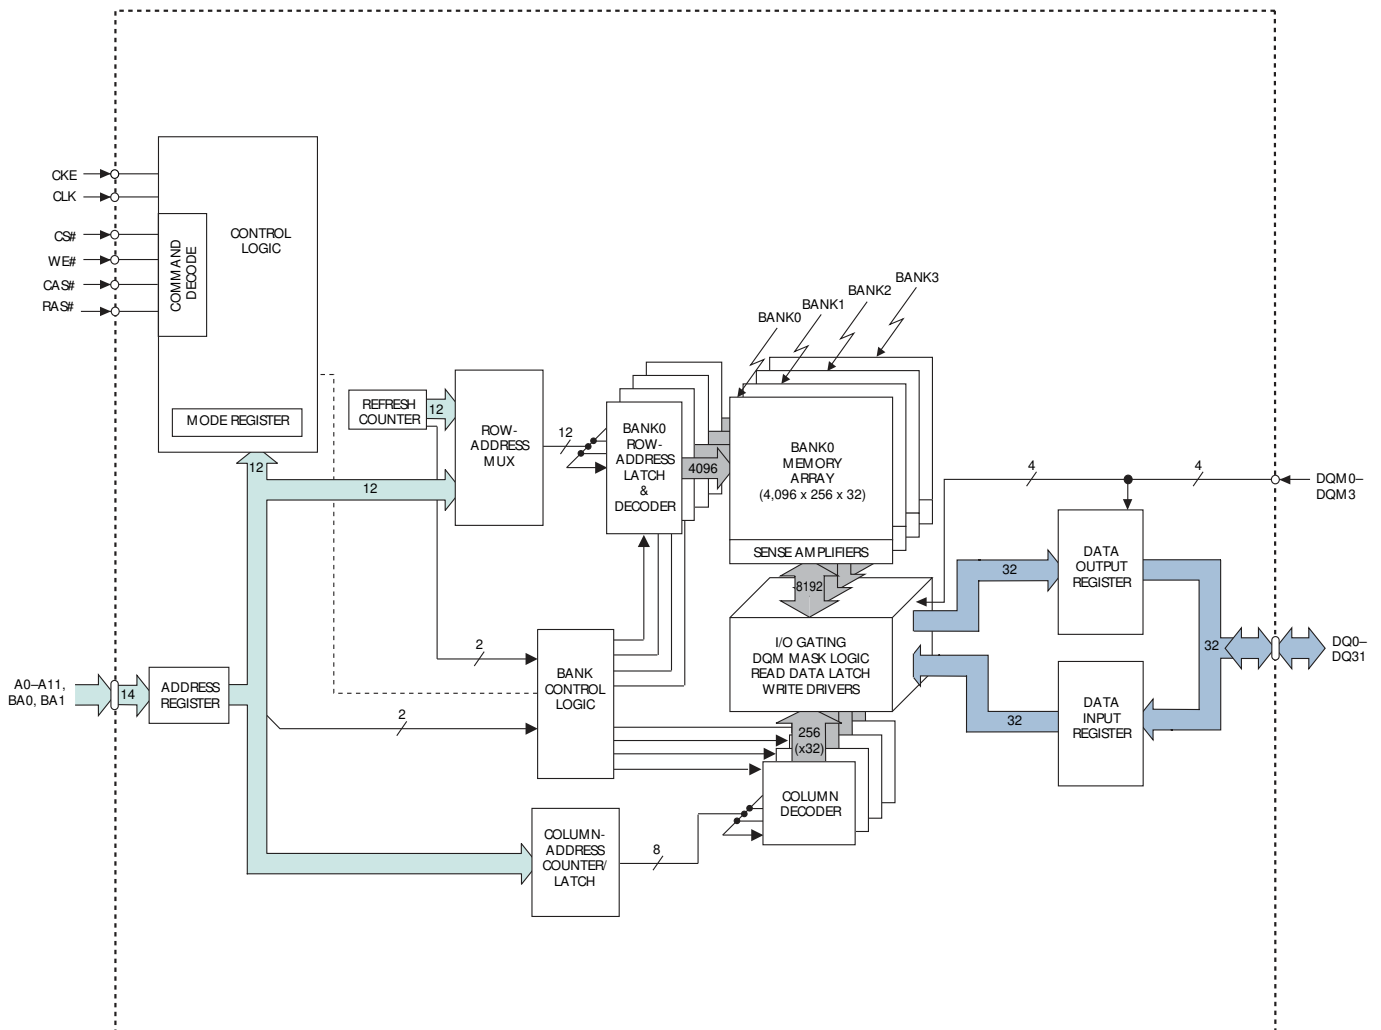 CKE
CLK
CS#
WE#
CAS#
RAS#
COMMAND
DECODE
CONTROL
LOGIC
MODE REGISTER
12
REFRESH
COUNTER
12
12
ROW-
ADDRESS
MUX
12
BANK0
ROW-
ADDRESS
LATCH
&
DECODER
4096
BANK0
BANK1
BANK2
BANK3
BANK0
MEMORY
ARRAY
(4,096 x 256 x 32)
SENSE AMPLIFIERS
8192
I/O GATING
DQM MASK LOGIC
READ DATA LATCH
WRITE DRIVERS
256
(x32)
COLUMN
DECODER
4
4
DQM0–
DQM3
DATA
OUTPUT
REGISTER
32
32
DQ0–
DQ31
DATA
INPUT
REGISTER
32
A0–A11,
BA0, BA1
14
ADDRESS
REGISTER
2
2
BANK
CONTROL
LOGIC
COLUMN-
ADDRESS
COUNTER/
LATCH
8